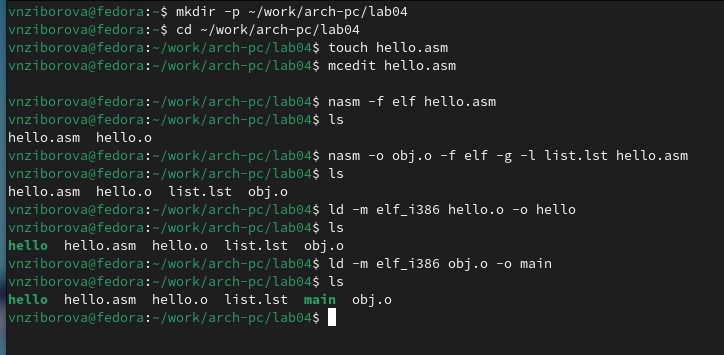 vnziborova@fedora:~$ mkdir -p ~/work/arch-pc/lab04
vnziborova@fedora:~$ cd ~/work/arch-pc/lab04
vnziborova@fedora:~/work/arch-pc/lab04$ touch hello.asm
vnziborova@fedora:~/work/arch-pc/lab04$ mcedit hello.asm
vnziborova@fedora:~/work/arch-pc/lab04$ nasm -f elf hello.asm
vnziborova@fedora:~/work/arch-pc/lab04$ ls
hello.asm  hello.o
vnziborova@fedora:~/work/arch-pc/lab04$ nasm -o obj.o -f elf -g -l list.lst hello.asm
vnziborova@fedora:~/work/arch-pc/lab04$ ls
hello.asm  hello.o  list.lst  obj.o
vnziborova@fedora:~/work/arch-pc/lab04$ ld -m elf_i386 hello.o -o hello
vnziborova@fedora:~/work/arch-pc/lab04$ ls
hello  hello.asm  hello.o  list.lst  obj.o
vnziborova@fedora:~/work/arch-pc/lab04$ ld -m elf_i386 obj.o -o main
vnziborova@fedora:~/work/arch-pc/lab04$ ls
hello  hello.asm  hello.o  list.lst  main  obj.o
vnziborova@fedora:~/work/arch-pc/lab04$